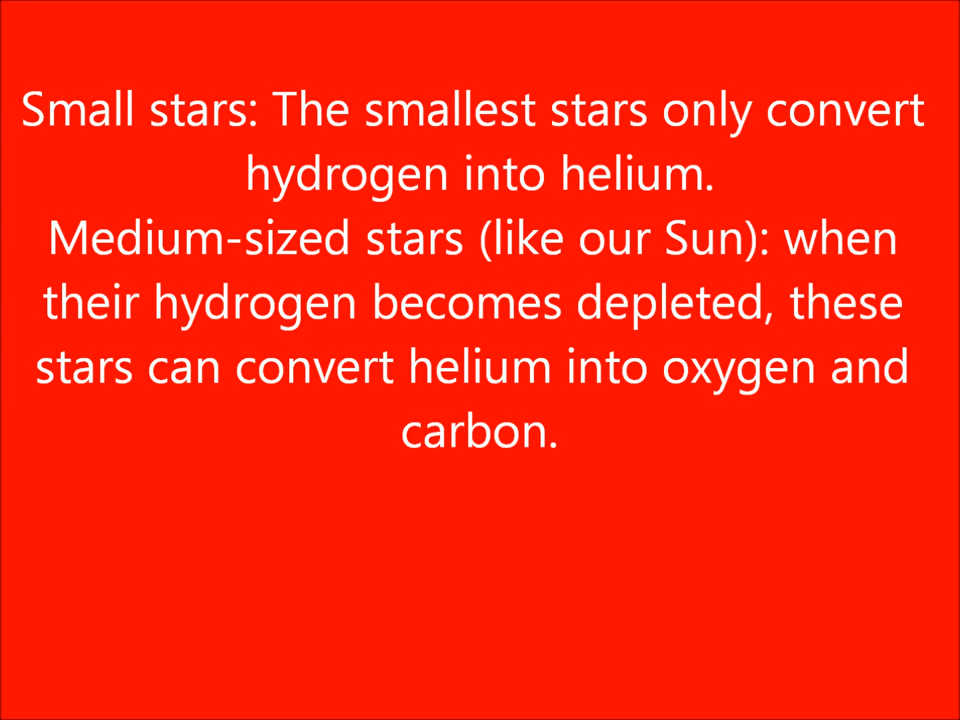 Small stars: The smallest stars only convert
hydrogen into helium.
Medium-sized stars (like our Sun): when
their hydrogen becomes depleted, these
stars can convert helium into oxygen and
carbon.